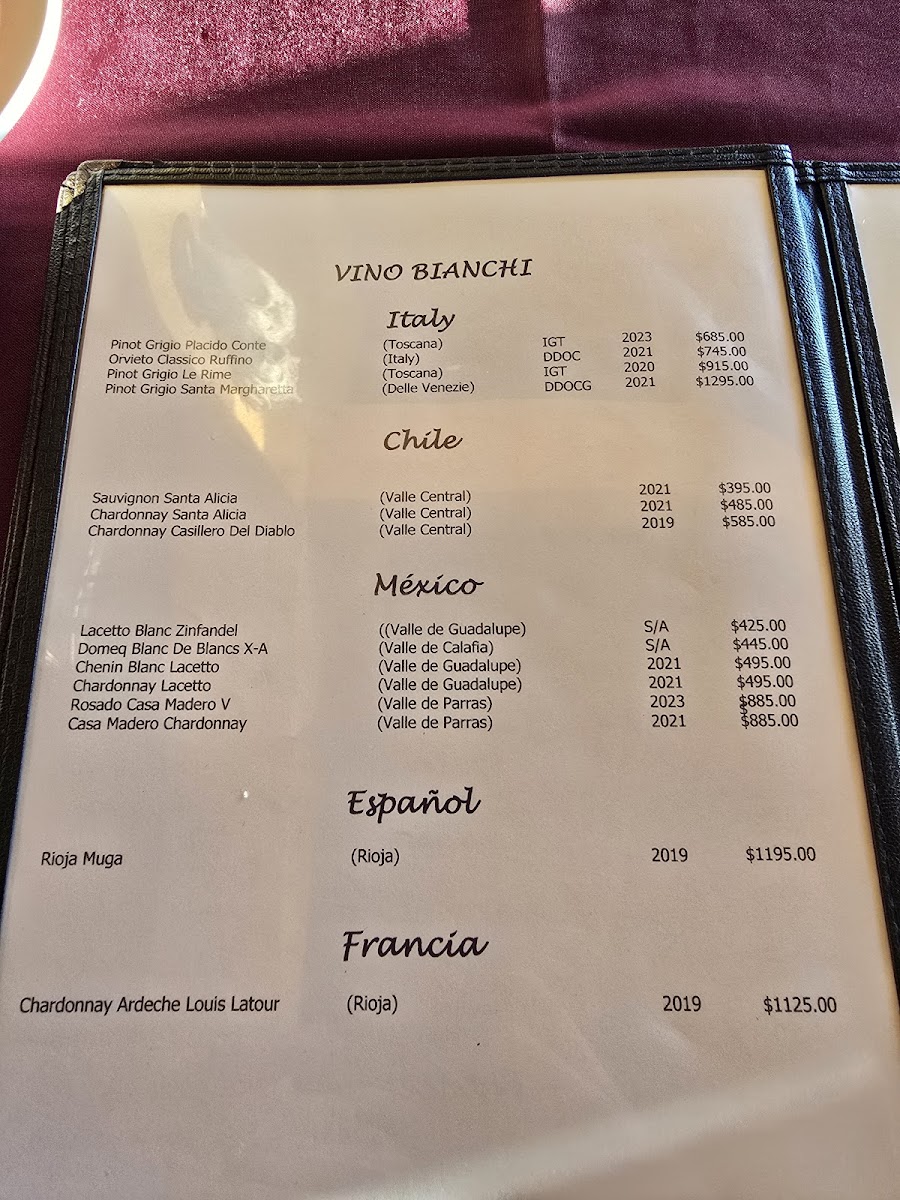 VINO BIANCHI
Italy
Pinot Grigio Placido Conte (Toscana) IGT 2023 $685.00
Orvieto Classico Ruffino (Italy) DDOC 2021 $745.00
Pinot Grigio Le Rime (Toscana) IGT 2020 $915.00
Pinot Grigio Santa Margharetta (Delle Venezie) DDOCG 2021 $1295.00
Chile
Sauvignon Santa Alicia (Valle Central) 2021 $395.00
Chardonnay Santa Alicia (Valle Central) 2021 $485.00
Chardonnay Casillero Del Diablo (Valle Central) 2019 $585.00
México
Lacetto Blanc Zinfandel ((Valle de Guadalupe) S/A $425.00
Domeq Blanc De Blancs X-A (Valle de Calafia) S/A $445.00
Chenin Blanc Lacetto (Valle de Guadalupe) 2021 $495.00
Chardonnay Lacetto (Valle de Guadalupe) 2021 $495.00
Rosado Casa Madero V (Valle de Parras) 2023 $885.00
Casa Madero Chardonnay (Valle de Parras) 2021 $885.00
Español
Rioja Muga (Rioja) 2019 $1195.00
Francia
Chardonnay Ardeche Louis Latour (Rioja) 2019 $1125.00